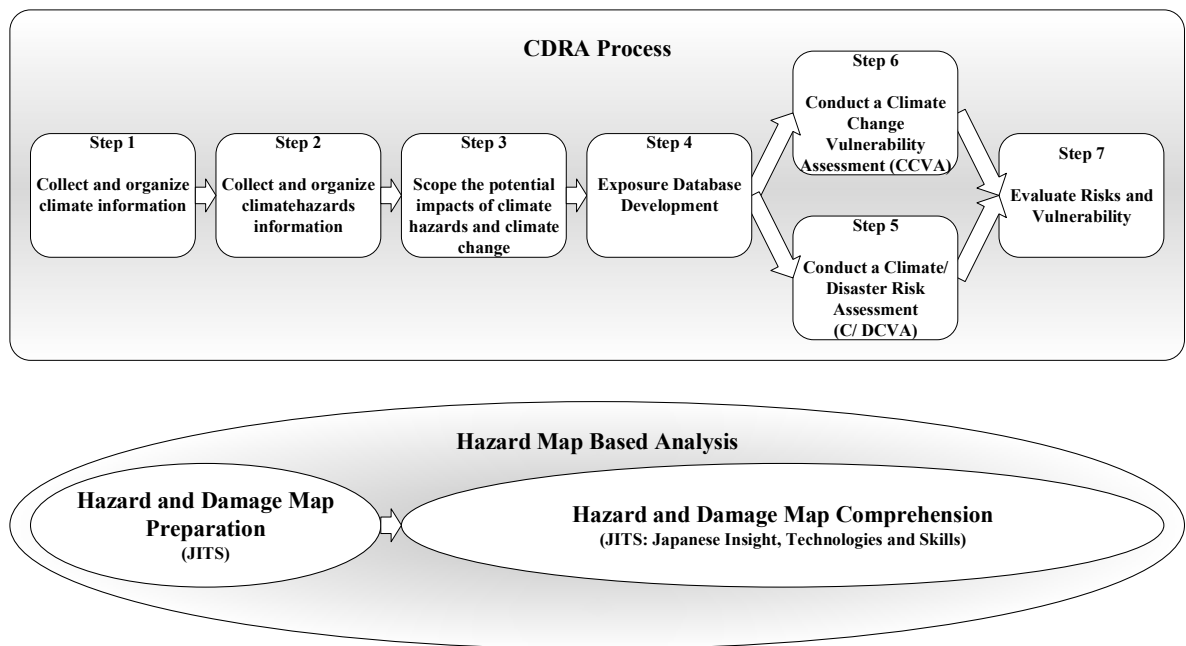 CDRA Process
Step 1
Collect and organize
climate information
Step 2
Collect and organize
climatehazards
information
Step 3
Scope the potential
impacts of climate
hazards and climate
change
Step 4
Exposure Database
Development
Step 6
Conduct a Climate
Change
Vulnerability
Assessment (CCVA)
Step 5
Conduct a Climate/
Disaster Risk
Assessment
(C/ DCVA)
Step 7
Evaluate Risks and
Vulnerability
Hazard Map Based Analysis
Hazard and Damage Map
Preparation
(JITS)
Hazard and Damage Map Comprehension
(JITS: Japanese Insight, Technologies and Skills)